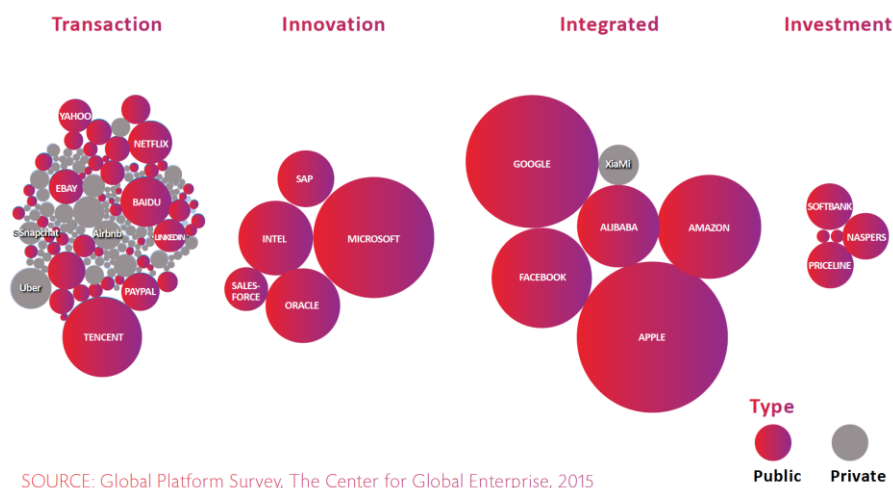 Transaction
Innovation
Integrated
Investment
YAHOO
NETFLIX
EBAY
BAIDU
Snapchat
Airbnb
LINKEDIN
Uber
PAYPAL
TENCENT
SAP
INTEL
MICROSOFT
SALES-
FORCE
ORACLE
GOOGLE
XiaMi
ALIBABA
AMAZON
FACEBOOK
APPLE
SOFTBANK
NASPERS
PRICELINE
Type
Public
Private
SOURCE: Global Platform Survey, The Center for Global Enterprise, 2015